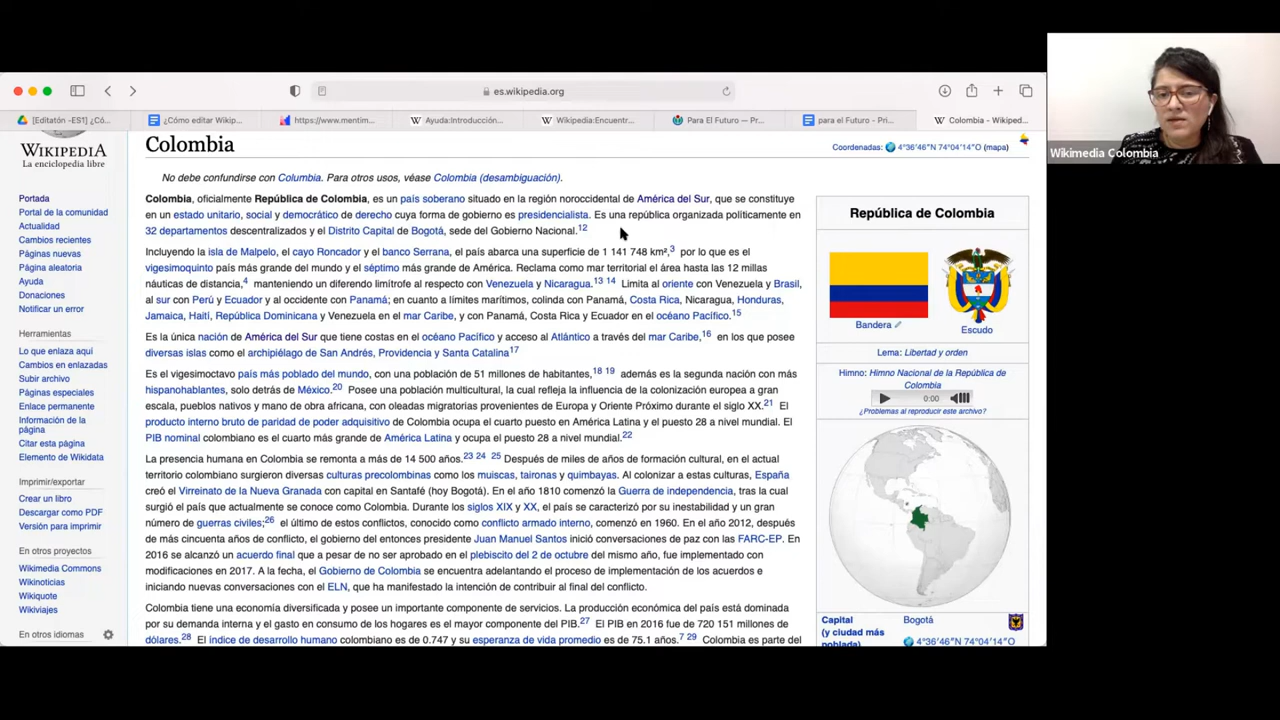 es.wikipedia.org
[Editatón -ES1] ¿Có...
¿Cómo editar Wikip...
https://www.mentim...
Ayuda:Introducción...
Wikipedia:Encuentr...
Para El Futuro — Pr...
para el Futuro - Pri...
Colombia - Wikiped...
Wikimedia Colombia
WIKIPEDIA
La enciclopedia libre
Portada
Portal de la comunidad
Actualidad
Cambios recientes
Páginas nuevas
Página aleatoria
Ayuda
Donaciones
Notificar un error
Herramientas
Lo que enlaza aquí
Cambios en enlazadas
Subir archivo
Páginas especiales
Enlace permanente
Información de la
página
Citar esta página
Elemento de Wikidata
Imprimir/exportar
Crear un libro
Descargar como PDF
Versión para imprimir
En otros proyectos
Wikimedia Commons
Wikinoticias
Wikiquote
Wikiviajes
En otros idiomas
Colombia
Coordenadas: 4°36′46″N 74°04′14″O (mapa)
No debe confundirse con Columbia. Para otros usos, véase Colombia (desambiguación).
Colombia, oficialmente República de Colombia, es un país soberano situado en la región noroccidental de América del Sur, que se constituye
en un estado unitario, social y democrático de derecho cuya forma de gobierno es presidencialista. Es una república organizada políticamente en
32 departamentos descentralizados y el Distrito Capital de Bogotá, sede del Gobierno Nacional.12
Incluyendo la isla de Malpelo, el cayo Roncador y el banco Serrana, el país abarca una superficie de 1 141 748 km²,3 por lo que es el
vigesimoquinto país más grande del mundo y el séptimo más grande de América. Reclama como mar territorial el área hasta las 12 millas
náuticas de distancia,4 manteniendo un diferendo limítrofe al respecto con Venezuela y Nicaragua.13 14 Limita al oriente con Venezuela y Brasil,
al sur con Perú y Ecuador y al occidente con Panamá; en cuanto a límites marítimos, colinda con Panamá, Costa Rica, Nicaragua, Honduras,
Jamaica, Haití, República Dominicana y Venezuela en el mar Caribe, y con Panamá, Costa Rica y Ecuador en el océano Pacífico.15
Es la única nación de América del Sur que tiene costas en el océano Pacífico y acceso al Atlántico a través del mar Caribe,16 en los que posee
diversas islas como el archipiélago de San Andrés, Providencia y Santa Catalina17
Es el vigesimoctavo país más poblado del mundo, con una población de 51 millones de habitantes,18 19 además es la segunda nación con más
hispanohablantes, solo detrás de México.20 Posee una población multicultural, la cual refleja la influencia de la colonización europea a gran
escala, pueblos nativos y mano de obra africana, con oleadas migratorias provenientes de Europa y Oriente Próximo durante el siglo XX.21 El
producto interno bruto de paridad de poder adquisitivo de Colombia ocupa el cuarto puesto en América Latina y el puesto 28 a nivel mundial. El
PIB nominal colombiano es el cuarto más grande de América Latina y ocupa el puesto 28 a nivel mundial.22
La presencia humana en Colombia se remonta a más de 14 500 años.23 24 25 Después de miles de años de formación cultural, en el actual
territorio colombiano surgieron diversas culturas precolombinas como los muiscas, taironas y quimbayas. Al colonizar a estas culturas, España
creó el Virreinato de la Nueva Granada con capital en Santafé (hoy Bogotá). En el año 1810 comenzó la Guerra de independencia, tras la cual
surgió el país que actualmente se conoce como Colombia. Durante los siglos XIX y XX, el país se caracterizó por su inestabilidad y un gran
número de guerras civiles;26 el último de estos conflictos, conocido como conflicto armado interno, comenzó en 1960. En el año 2012, después
de más cincuenta años de conflicto, el gobierno del entonces presidente Juan Manuel Santos inició conversaciones de paz con las FARC-EP. En
2016 se alcanzó un acuerdo final que a pesar de no ser aprobado en el plebiscito del 2 de octubre del mismo año, fue implementado con
modificaciones en 2017. A la fecha, el Gobierno de Colombia se encuentra adelantando el proceso de implementación de los acuerdos e
iniciando nuevas conversaciones con el ELN, que ha manifestado la intención de contribuir al final del conflicto.
Colombia tiene una economía diversificada y posee un importante componente de servicios. La producción económica del país está dominada
por su demanda interna y el gasto en consumo de los hogares es el mayor componente del PIB.27 El PIB en 2016 fue de 720 151 millones de
dólares.28 El índice de desarrollo humano colombiano es de 0.747 y su esperanza de vida promedio es de 75.1 años.7 29 Colombia es parte del
República de Colombia
Bandera
Escudo
Lema: Libertad y orden
Himno: Himno Nacional de la República de
Colombia
0:00
¿Problemas al reproducir este archivo?
Capital
(y ciudad más
poblada)
Bogotá
4°36′46″N 74°04′14″O